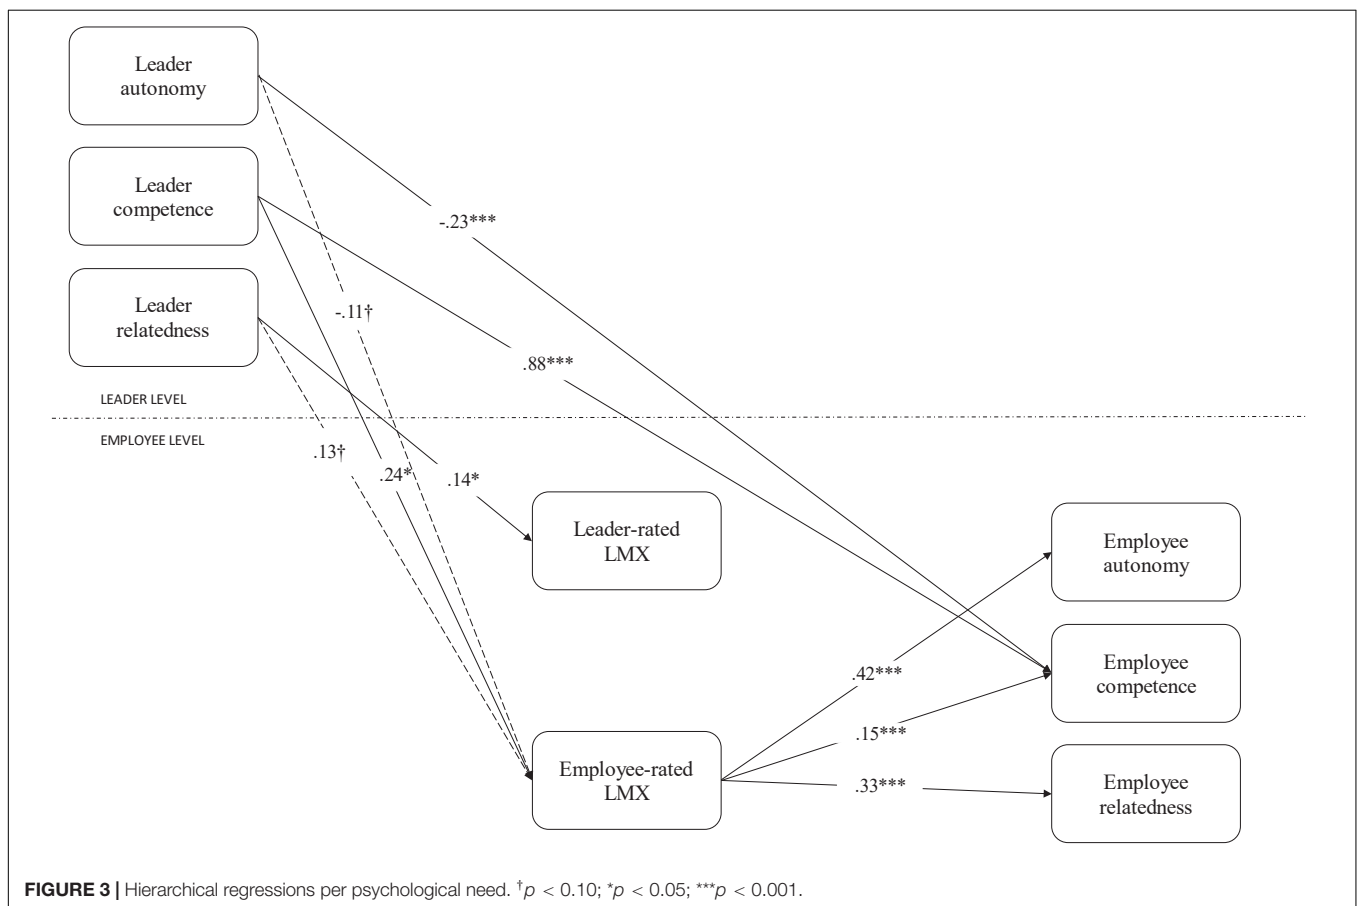 Leader
autonomy
Leader
competence
-.23***
Leader
relatedness
-.11†
.88***
LEADER LEVEL
EMPLOYEE LEVEL
.13†
.24*
.14*
Leader-rated
LMX
Employee
autonomy
.42***
Employee
competence
.15***
Employee-rated
LMX
.33***
Employee
relatedness
FIGURE 3 | Hierarchical regressions per psychological need. †p < 0.10; *p < 0.05; ***p < 0.001.